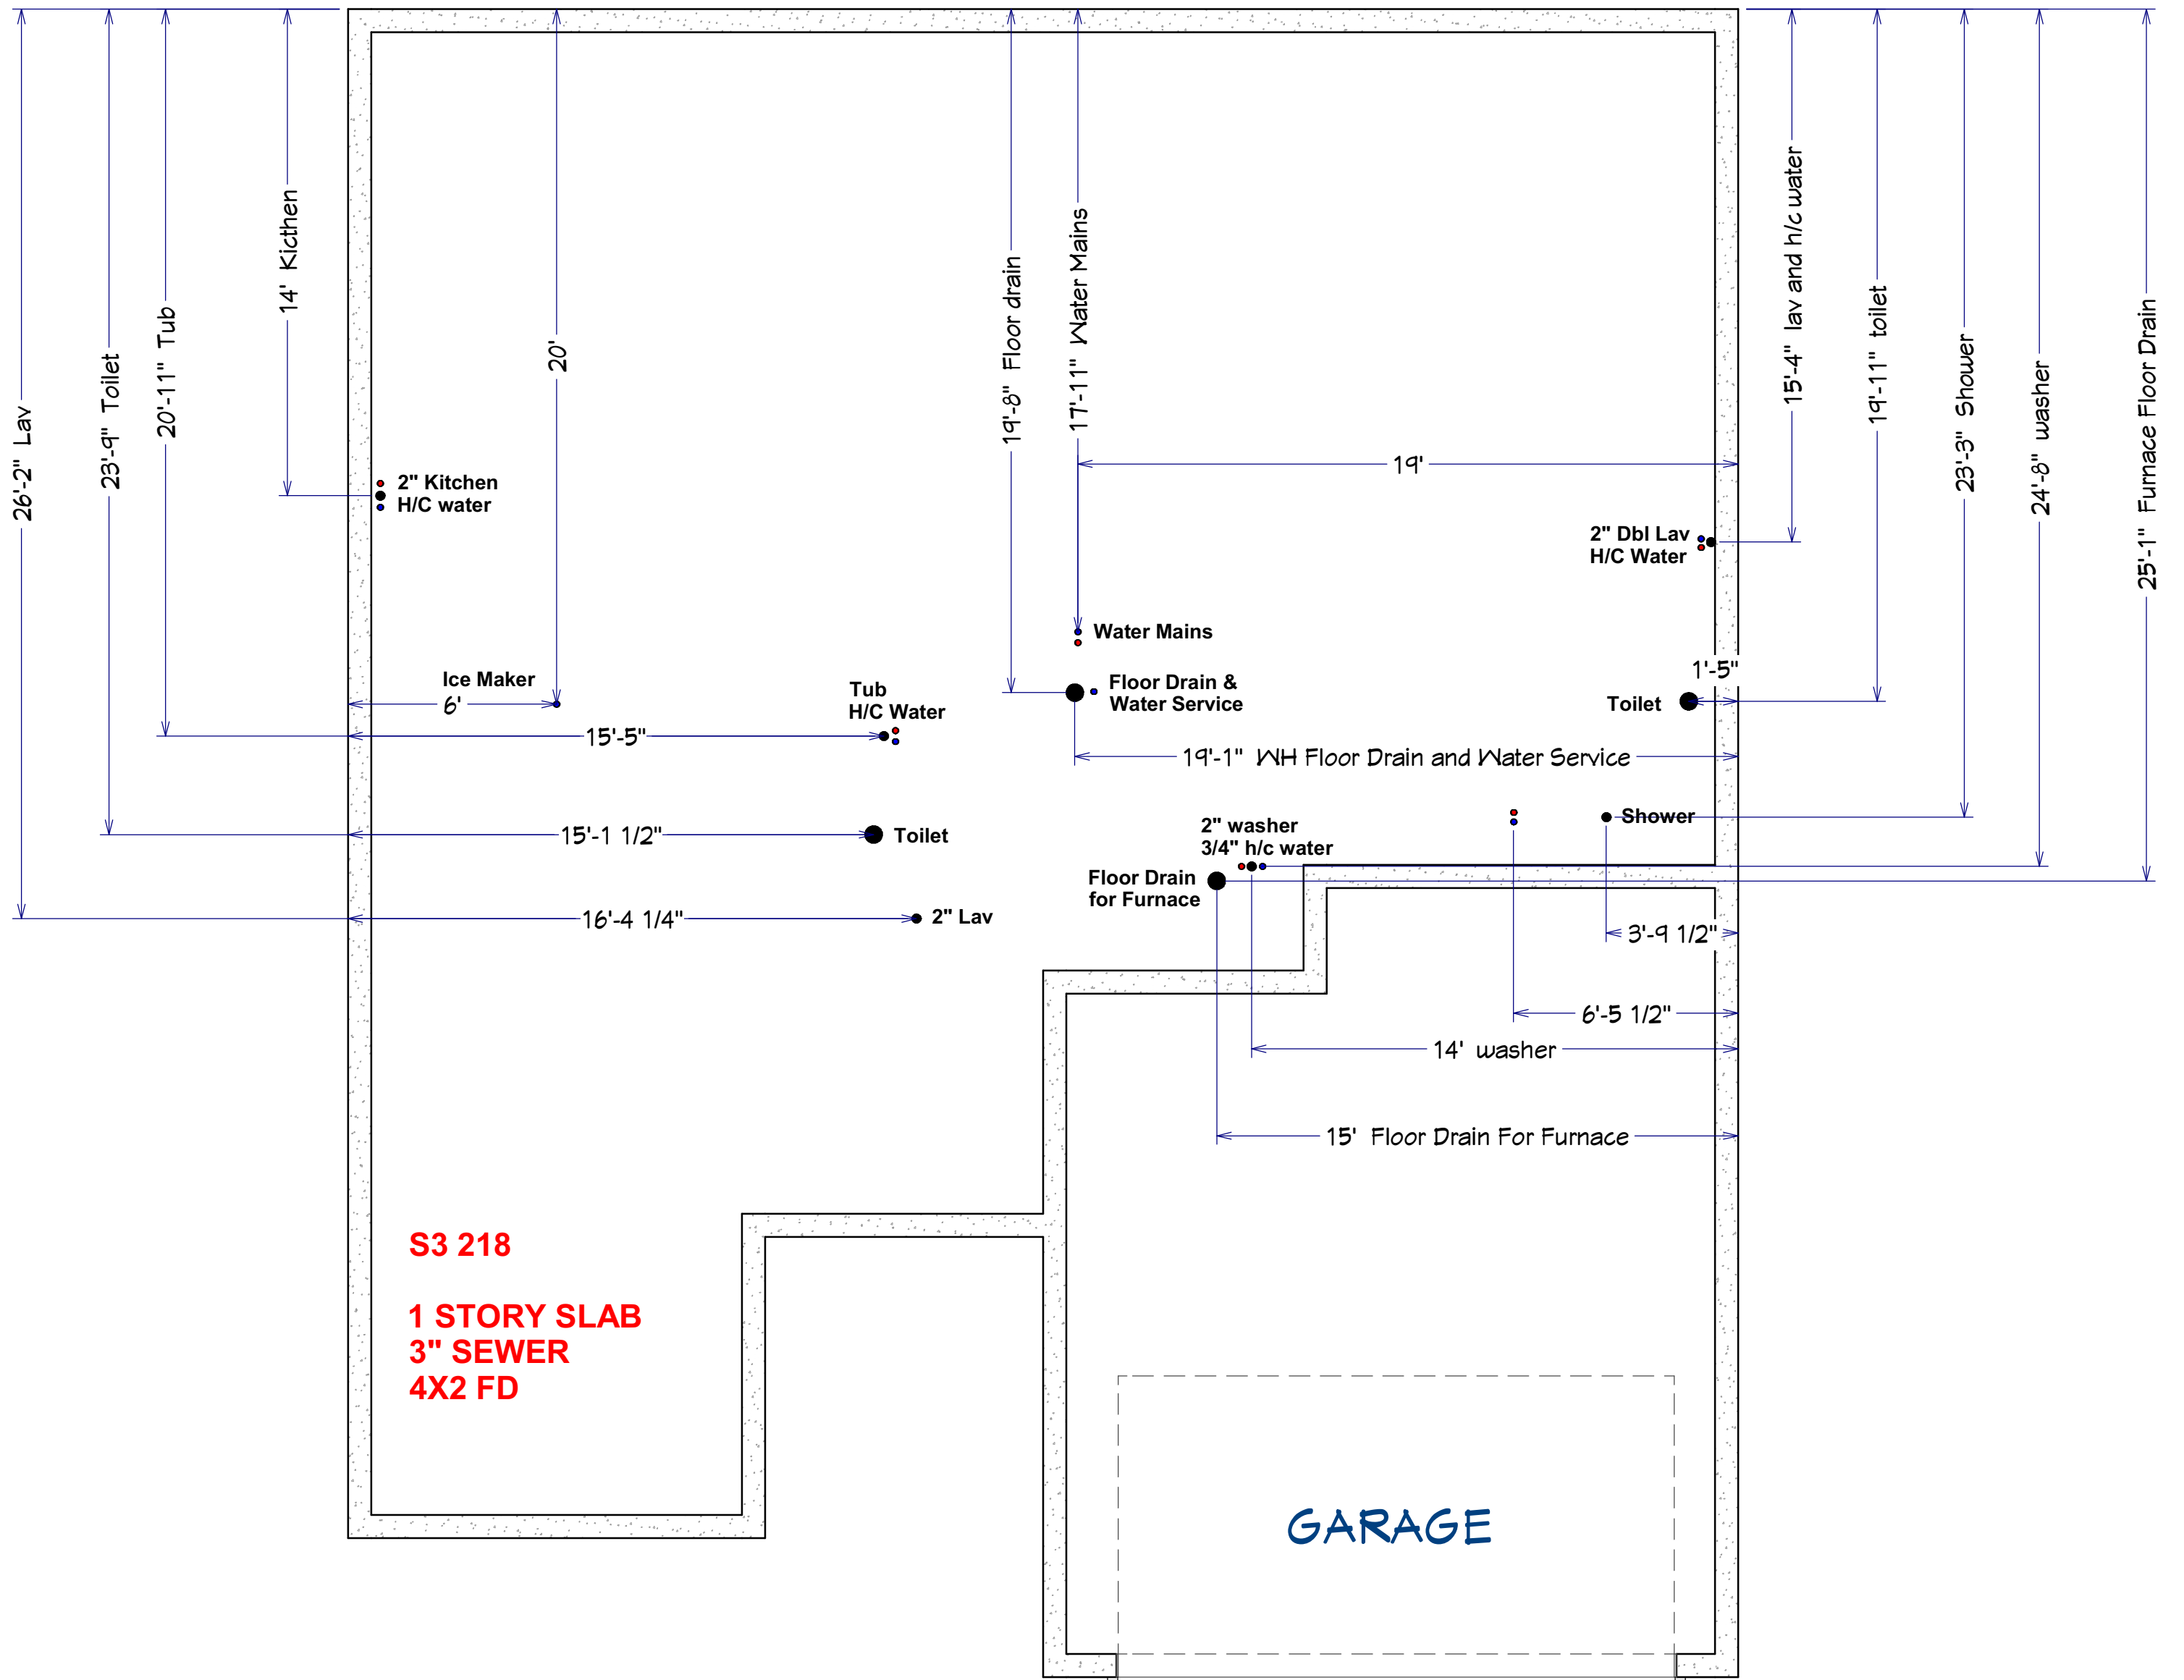 26'-2" Lav
23'-9" Toilet
20'-11" Tub
14' Kicthen
20'
19'-8" Floor drain
17'-11" Water Mains
15'-4" lav and h/c water
19'-11" toilet
23'-3" Shower
24'-8" washer
25'-1" Furnace Floor Drain
19'
2" Kitchen
H/C water
2" Dbl Lav
H/C Water
Water Mains
1'-5"
Ice Maker
6'
Tub
H/C Water
Floor Drain &
Water Service
Toilet
15'-5"
19'-1" WH Floor Drain and Water Service
15'-1 1/2"
Toilet
2" washer
3/4" h/c water
Shower
Floor Drain
for Furnace
16'-4 1/4"
2" Lav
3'-9 1/2"
6'-5 1/2"
14' washer
15' Floor Drain For Furnace
S3 218
1 STORY SLAB
3" SEWER
4X2 FD
GARAGE